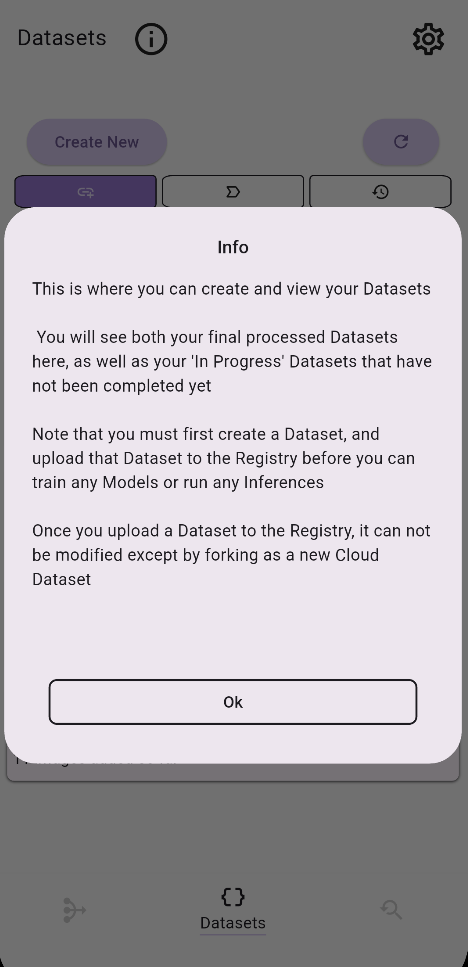 Datasets
Create New
Info
This is where you can create and view your Datasets
You will see both your final processed Datasets
here, as well as your 'In Progress' Datasets that have
not been completed yet
Note that you must first create a Dataset, and
upload that Dataset to the Registry before you can
train any Models or run any Inferences
Once you upload a Dataset to the Registry, it can not
be modified except by forking as a new Cloud
Dataset
Ok
Datasets